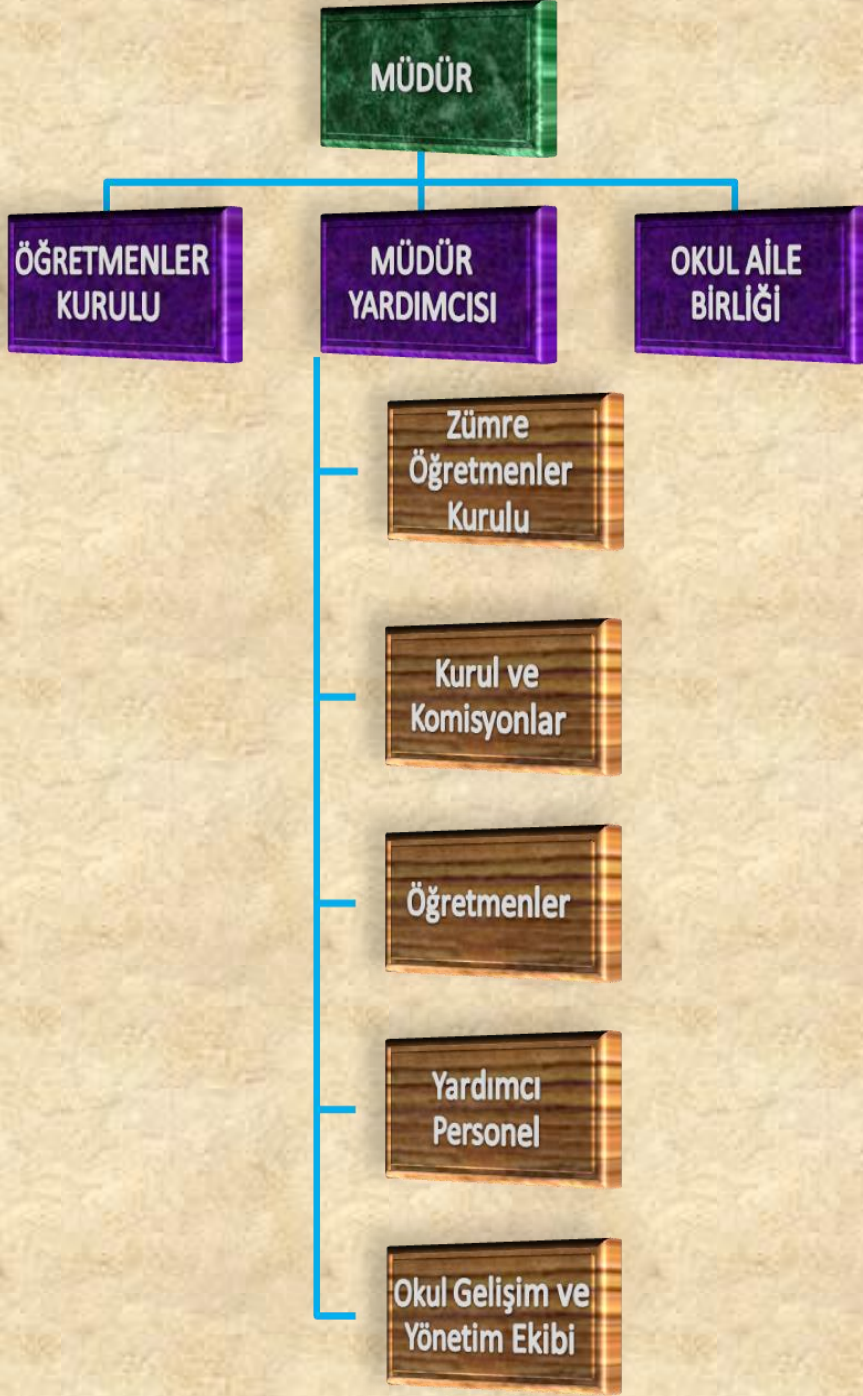 MÜDÜR
ÖĞRETMENLER
KURULU
MÜDÜR
YARDIMCISI
OKUL AİLE
BİRLİĞİ
Zümre
Öğretmenler
Kurulu
Kurul ve
Komisyonlar
Öğretmenler
Yardımcı
Personel
Okul Gelişim ve
Yönetim Ekibi